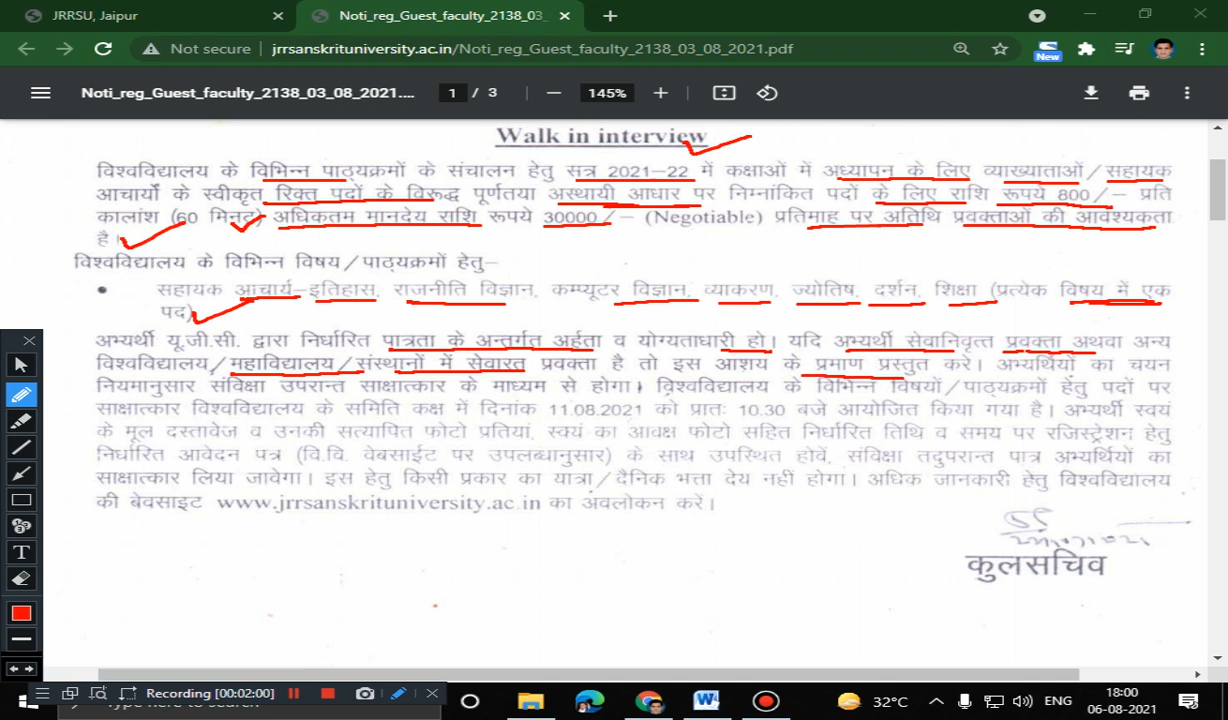 JRRSU, Jaipur
Noti_reg_Guest_faculty_2138_03_
Not secure
jrrsanskrituniversity.ac.in/Noti_reg_Guest_faculty_2138_03_08_2021.pdf
New
Noti_reg_Guest_faculty_2138_03_08_2021....
1 / 3
145%
Walk in interview
विश्वविद्यालय के विभिन्न पाठ्यक्रमों के संचालन हेतु सत्र 2021-22 में कक्षाओं में अध्यापन के लिए व्याख्याताओं/सहायक
आचार्यों के स्वीकृत रिक्त पदों के विरूद्ध पूर्णतया अस्थायी आधार पर निम्नांकित पदों के लिए राशि रूपये 800/- प्रति
कालांश (60 मिनट) अधिकतम मानदेय राशि रूपये 30000/- (Negotiable) प्रतिमाह पर अतिथि प्रवक्ताओं की आवश्यकता
है।
विश्वविद्यालय के विभिन्न विषय/पाठ्यक्रमों हेतु-
• सहायक आचार्य-इतिहास, राजनीति विज्ञान, कम्प्यूटर विज्ञान, व्याकरण, ज्योतिष, दर्शन, शिक्षा (प्रत्येक विषय में एक
पद)
अभ्यर्थी यू.जी.सी. द्वारा निर्धारित पात्रता के अन्तर्गत अर्हता व योग्यताधारी हो। यदि अभ्यर्थी सेवानिवृत्त प्रवक्ता अथवा अन्य
विश्वविद्यालय/महाविद्यालय/संस्थानों में सेवारत प्रवक्ता है तो इस आशय के प्रमाण प्रस्तुत करे। अभ्यर्थियों का चयन
नियमानुसार संविक्षा उपरान्त साक्षात्कार के माध्यम से होगा। विश्वविद्यालय के विभिन्न विषयों/पाठ्यक्रमों हेतु पदों पर
साक्षात्कार विश्वविद्यालय के समिति कक्ष में दिनांक 11.08.2021 को प्रातः 10.30 बजे आयोजित किया गया है। अभ्यर्थी स्वयं
के मूल दस्तावेज व उनकी सत्यापित फोटो प्रतियां, स्वयं का आवक्ष फोटो सहित निर्धारित तिथि व समय पर रजिस्ट्रेशन हेतु
निर्धारित आवेदन पत्र (वि.वि. वेबसाईट पर उपलब्धानुसार) के साथ उपस्थित होवें, संविक्षा तदुपरान्त पात्र अभ्यर्थियों का
साक्षात्कार लिया जावेगा। इस हेतु किसी प्रकार का यात्रा/दैनिक भत्ता देय नहीं होगा। अधिक जानकारी हेतु विश्वविद्यालय
की बेवसाइट www.jrrsanskrituniversity.ac.in का अवलोकन करें।
कुलसचिव
T
Recording [00:02:00]
Type here to search
32°C
ENG
18:00
06-08-2021